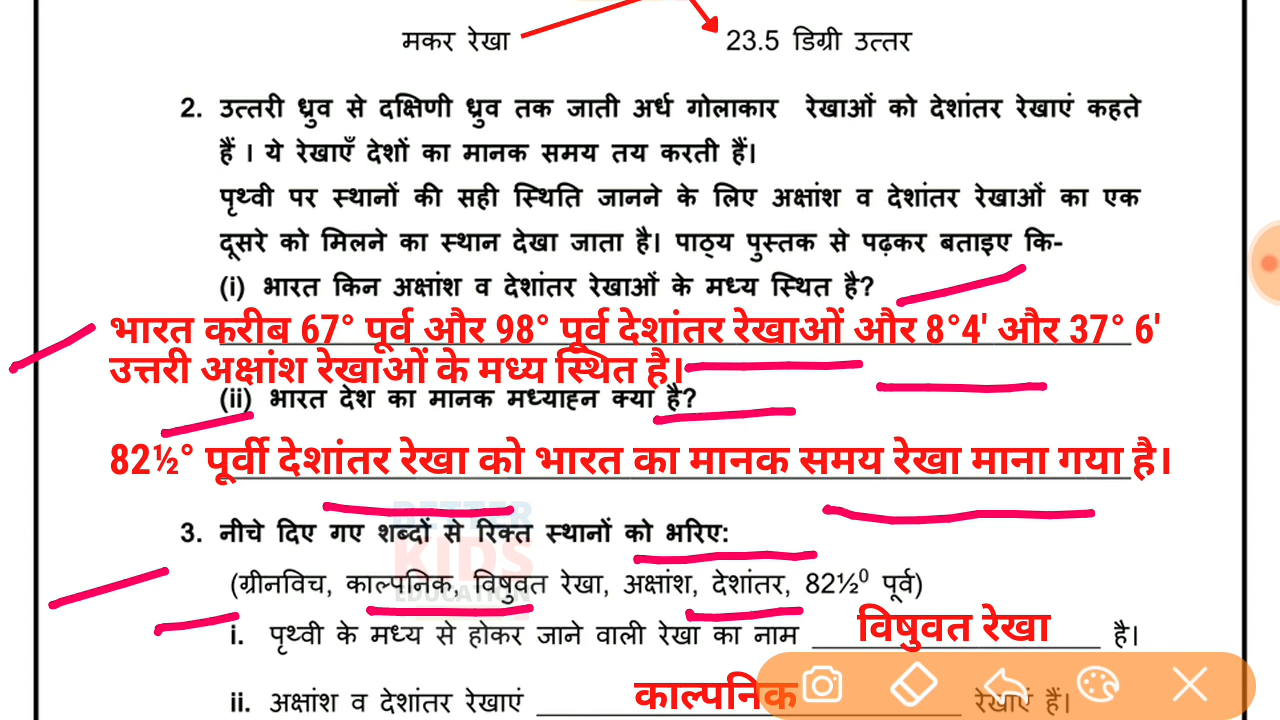 मकर रेखा 23.5 डिग्री उत्तर
2. उत्तरी ध्रुव से दक्षिणी ध्रुव तक जाती अर्ध गोलाकार रेखाओं को देशांतर रेखाएं कहते
हैं । ये रेखाएँ देशों का मानक समय तय करती हैं।
पृथ्वी पर स्थानों की सही स्थिति जानने के लिए अक्षांश व देशांतर रेखाओं का एक
दूसरे को मिलने का स्थान देखा जाता है। पाठ्य पुस्तक से पढ़कर बताइए कि-
(i) भारत किन अक्षांश व देशांतर रेखाओं के मध्य स्थित है?
भारत करीब 67° पूर्व और 98° पूर्व देशांतर रेखाओं और 8°4' और 37° 6'
उत्तरी अक्षांश रेखाओं के मध्य स्थित है।
(ii) भारत देश का मानक मध्याह्न क्या है?
82½° पूर्वी देशांतर रेखा को भारत का मानक समय रेखा माना गया है।
BETTER
3. नीचे दिए गए शब्दों से रिक्त स्थानों को भरिए:
KIDS
(ग्रीनविच, काल्पनिक, विषुवत रेखा, अक्षांश, देशांतर, 82½⁰ पूर्व)
EDUCATION
i. पृथ्वी के मध्य से होकर जाने वाली रेखा का नाम विषुवत रेखा है।
ii. अक्षांश व देशांतर रेखाएं काल्पनिक रेखाएं हैं।